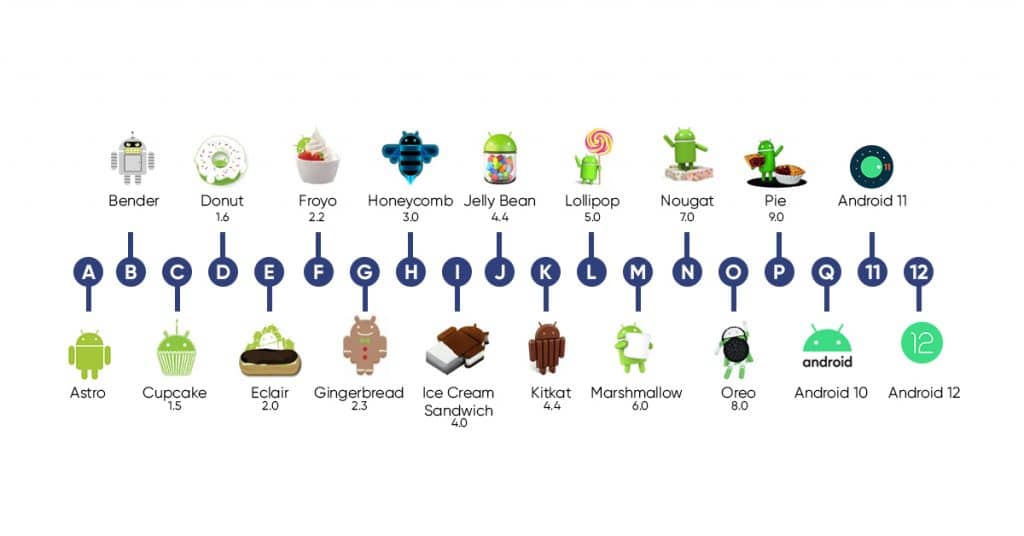 Bender
Donut
1.6
Froyo
2.2
Honeycomb
3.0
Jelly Bean
4.4
Lollipop
5.0
Nougat
7.0
Pie
9.0
11
Android 11
A B C D E F G H I J K L M N O P Q 11 12
Astro
Cupcake
1.5
Eclair
2.0
Gingerbread
2.3
Ice Cream
Sandwich
4.0
Kitkat
4.4
Marshmallow
6.0
Oreo
8.0
android
Android 10
12
Android 12